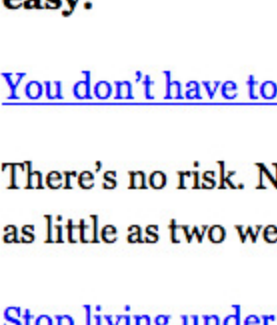 easy.
You don’t have to
There’s no risk. N
as little as two we
Stop living under